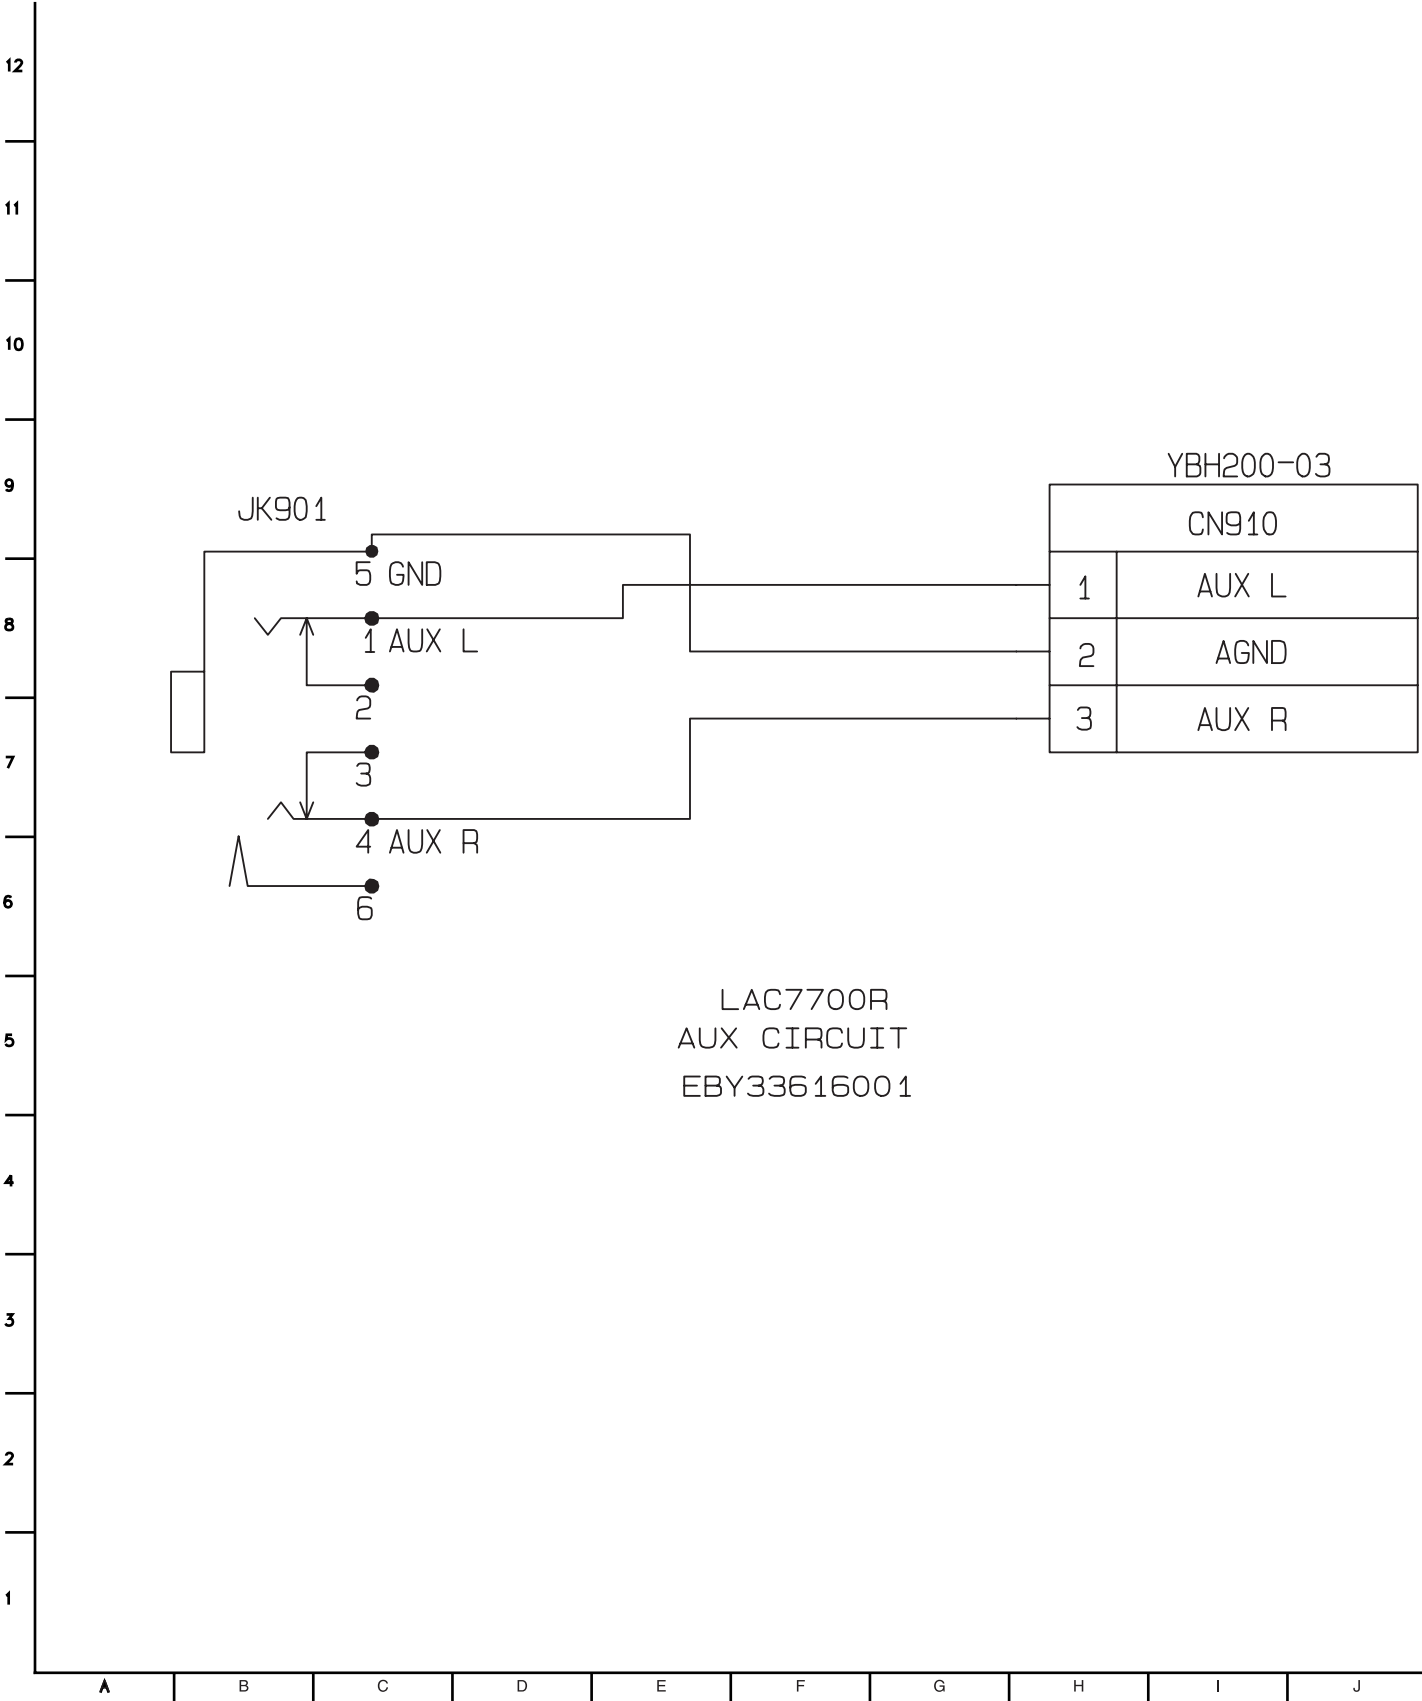 12
11
10
9
8
7
6
5
4
3
2
1
YBH200-03
CN910
1 AUX L
2 AGND
3 AUX R
JK901
5 GND
1 AUX L
2
3
4 AUX R
6
LAC7700R
AUX CIRCUIT
EBY33616001
A B C D E F G H I J